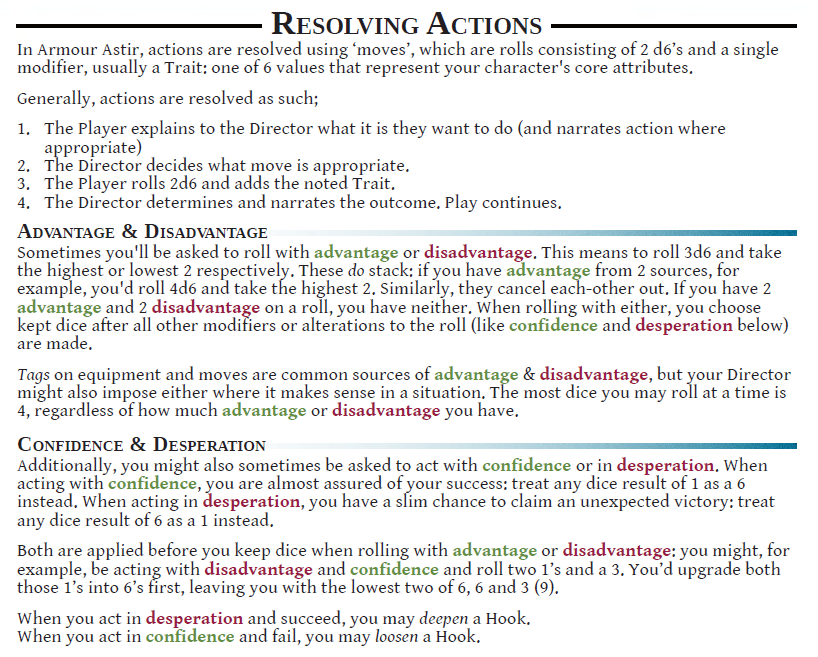 RESOLVING ACTIONS
In Armour Astir, actions are resolved using ‘moves’, which are rolls consisting of 2 d6’s and a single
modifier, usually a Trait: one of 6 values that represent your character's core attributes.
Generally, actions are resolved as such;
1. The Player explains to the Director what it is they want to do (and narrates action where
appropriate)
2. The Director decides what move is appropriate.
3. The Player rolls 2d6 and adds the noted Trait.
4. The Director determines and narrates the outcome. Play continues.
ADVANTAGE & DISADVANTAGE
Sometimes you'll be asked to roll with advantage or disadvantage. This means to roll 3d6 and take
the highest or lowest 2 respectively. These do stack: if you have advantage from 2 sources, for
example, you'd roll 4d6 and take the highest 2. Similarly, they cancel each-other out. If you have 2
advantage and 2 disadvantage on a roll, you have neither. When rolling with either, you choose
kept dice after all other modifiers or alterations to the roll (like confidence and desperation below)
are made.
Tags on equipment and moves are common sources of advantage & disadvantage, but your Director
might also impose either where it makes sense in a situation. The most dice you may roll at a time is
4, regardless of how much advantage or disadvantage you have.
CONFIDENCE & DESPERATION
Additionally, you might also sometimes be asked to act with confidence or in desperation. When
acting with confidence, you are almost assured of your success: treat any dice result of 1 as a 6
instead. When acting in desperation, you have a slim chance to claim an unexpected victory: treat
any dice result of 6 as a 1 instead.
Both are applied before you keep dice when rolling with advantage or disadvantage: you might, for
example, be acting with disadvantage and confidence and roll two 1’s and a 3. You’d upgrade both
those 1’s into 6’s first, leaving you with the lowest two of 6, 6 and 3 (9).
When you act in desperation and succeed, you may deepen a Hook.
When you act in confidence and fail, you may loosen a Hook.